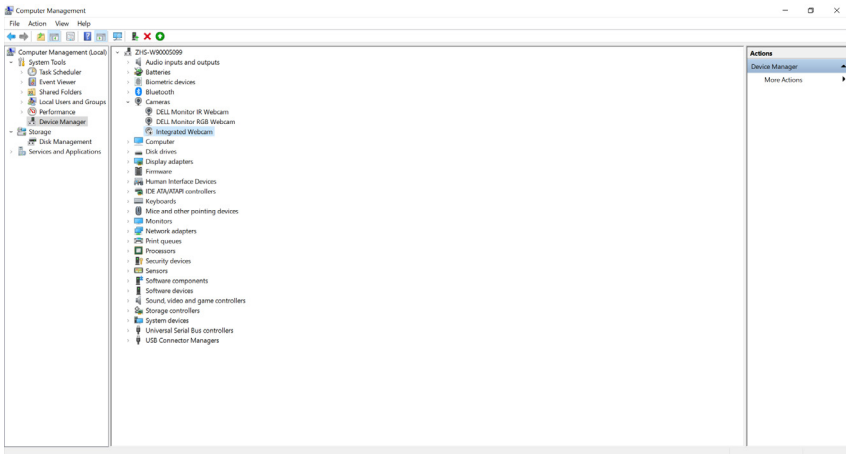 Computer Management
File Action View Help
Computer Management (Local)
System Tools
Task Scheduler
Event Viewer
Shared Folders
Local Users and Groups
Performance
Device Manager
Storage
Disk Management
Services and Applications
ZHS-W90005099
Audio inputs and outputs
Batteries
Biometric devices
Bluetooth
Cameras
DELL Monitor IR Webcam
DELL Monitor RGB Webcam
Integrated Webcam
Computer
Disk drives
Display adapters
Firmware
Human Interface Devices
IDE ATA/ATAPI controllers
Keyboards
Mice and other pointing devices
Monitors
Network adapters
Print queues
Processors
Security devices
Sensors
Software components
Software devices
Sound, video and game controllers
Storage controllers
System devices
Universal Serial Bus controllers
USB Connector Managers
Actions
Device Manager
More Actions